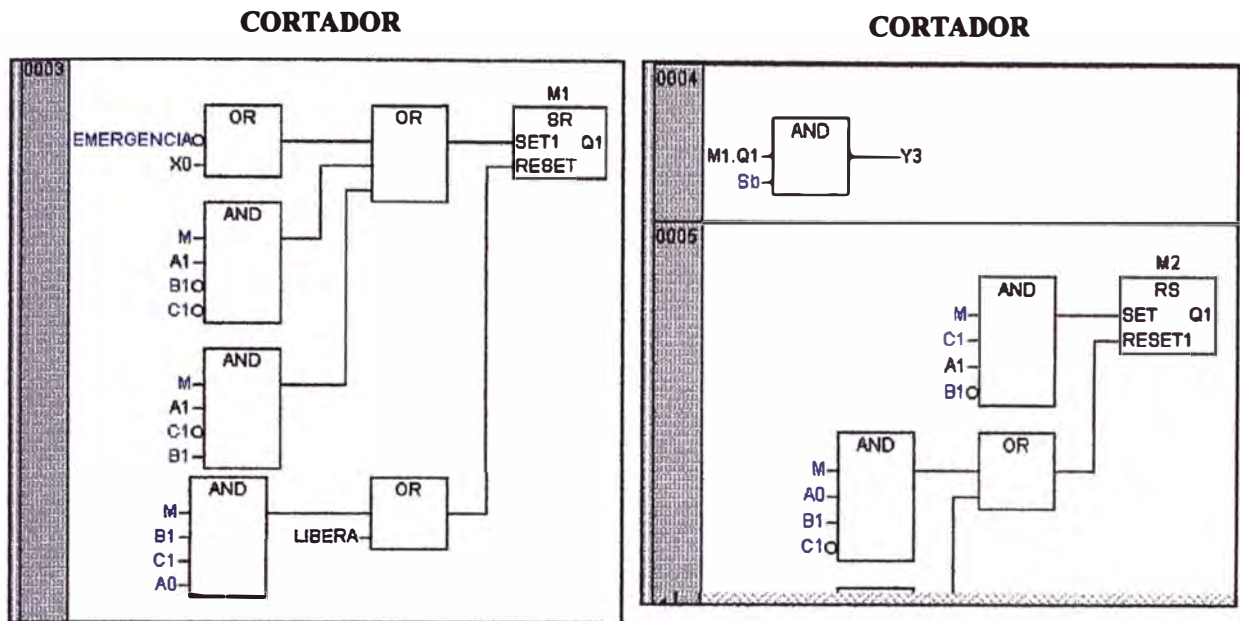 CORTADOR
0003
OR
EMERGENCIA
X0
OR
M1
SR
SET1 Q1
RESET
AND
M
A1
B1
C1
AND
M
A1
C1
B1
AND
M
B1
C1
A0
OR
LIBERA
CORTADOR
0004
AND
M1.Q1
Sb
Y3
0005
AND
M
C1
A1
B1
M2
RS
SET Q1
RESET1
AND
M
A0
B1
C1
OR